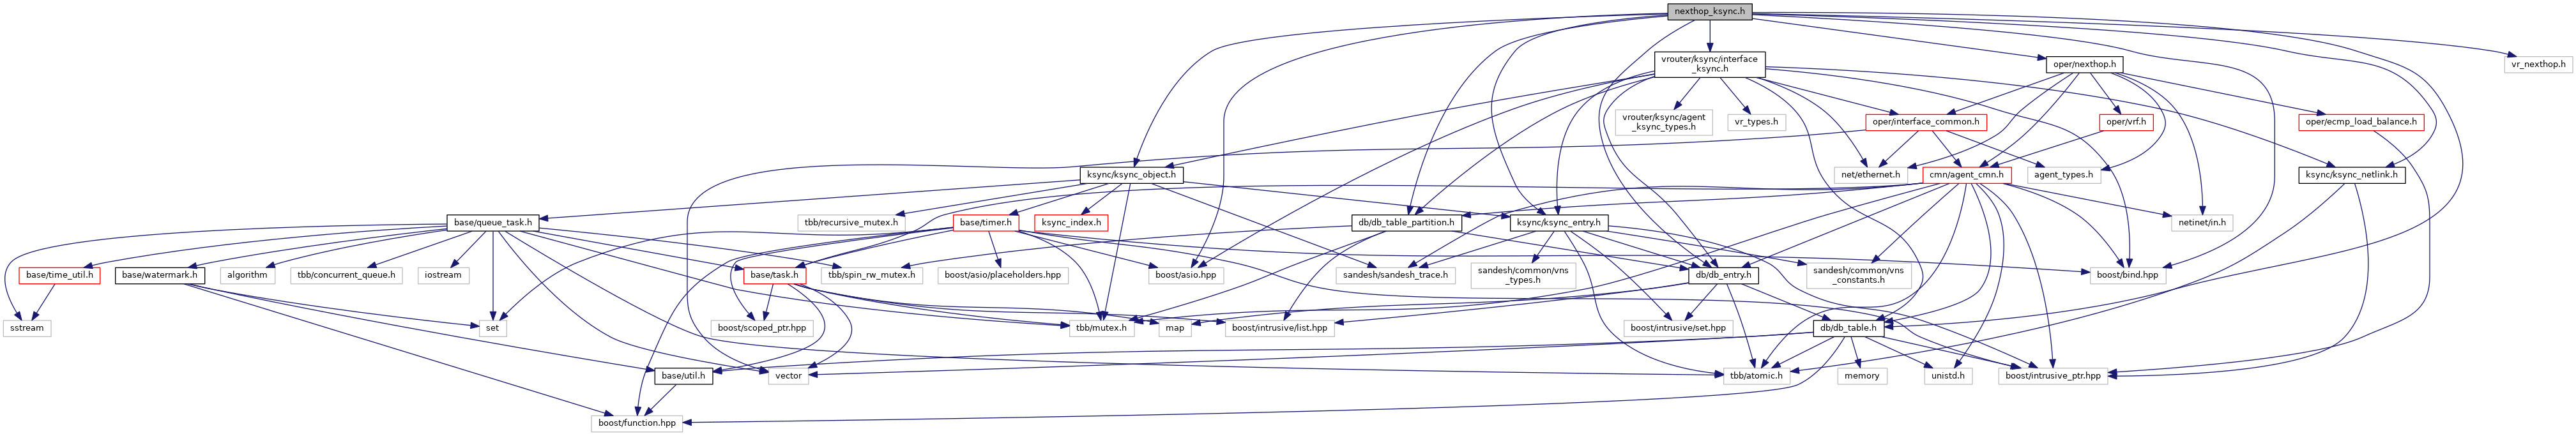 nexthop_ksync.h
vrouter/ksync/interface
_ksync.h
oper/nexthop.h
vr_nexthop.h
vrouter/ksync/agent
_ksync_types.h
vr_types.h
oper/interface_common.h
oper/vrf.h
oper/ecmp_load_balance.h
ksync/ksync_object.h
net/ethernet.h
cmn/agent_cmn.h
agent_types.h
ksync/ksync_netlink.h
base/queue_task.h
tbb/recursive_mutex.h
base/timer.h
ksync_index.h
db/db_table_partition.h
ksync/ksync_entry.h
netinet/in.h
base/time_util.h
base/watermark.h
algorithm
tbb/concurrent_queue.h
iostream
base/task.h
tbb/spin_rw_mutex.h
boost/asio/placeholders.hpp
boost/asio.hpp
sandesh/sandesh_trace.h
sandesh/common/vns
_types.h
db/db_entry.h
sandesh/common/vns
_constants.h
boost/bind.hpp
sstream
set
boost/scoped_ptr.hpp
tbb/mutex.h
map
boost/intrusive/list.hpp
boost/intrusive/set.hpp
db/db_table.h
base/util.h
vector
tbb/atomic.h
memory
unistd.h
boost/intrusive_ptr.hpp
boost/function.hpp